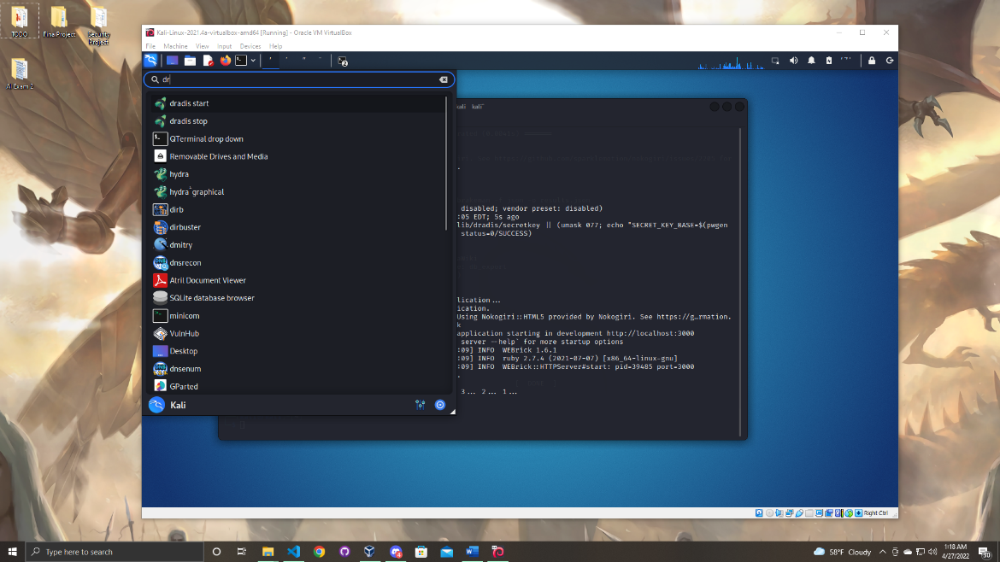 TODO
FinalProject
Security
Project
AI Exam 2
Kali-Linux-2021.4a-virtualbox-amd64 [Running] - Oracle VM VirtualBox
File Machine View Input Devices Help
dr
dradis start
dradis stop
QTerminal drop down
Removable Drives and Media
hydra
hydra graphical
dirb
dirbuster
dmitry
dnsrecon
Atril Document Viewer
SQLite database browser
minicom
VulnHub
Desktop
dnsenum
GParted
Kali
disabled; vendor preset: disabled)
:05 EDT; 5s ago
lib/dradis/secretkey || (umask 077; echo "SECRET_KEY_BASE=$(pwgen
status=0/SUCCESS)
lication...
ication.
Using Nokogiri::HTML5 provided by Nokogiri. See https://g…rmation.
k
application starting in development http://localhost:3000
server --help` for more startup options
:09] INFO WEBrick 1.6.1
:09] INFO ruby 2.7.4 (2021-07-07) [x86_64-linux-gnu]
:09] INFO WEBrick::HTTPServer#start: pid=39485 port=3000
3... 2... 1...
Right Ctrl
Type here to search
58°F Cloudy
1:18 AM
4/27/2022
30